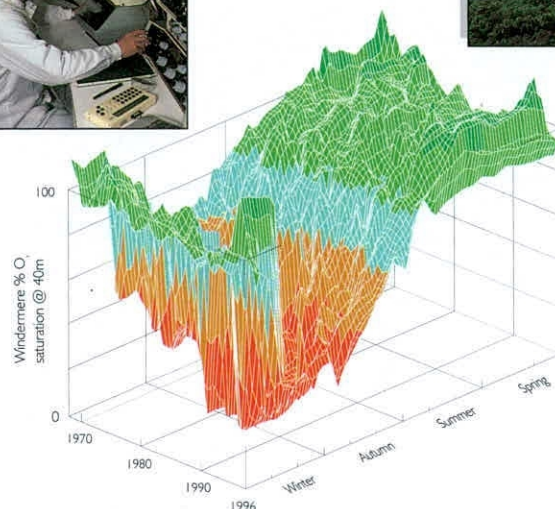 100
Windermere % O2
saturation @ 40m
0
1970
1980
1990
1996
Winter
Autumn
Summer
Spring